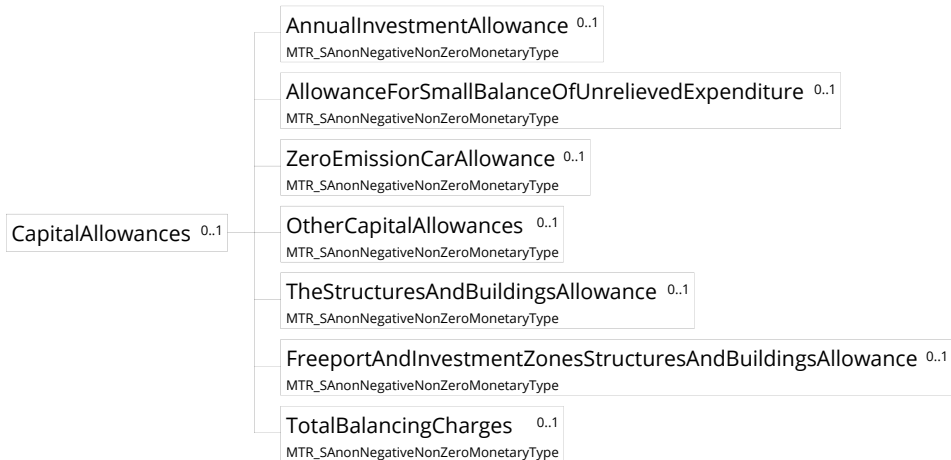 AnnualInvestmentAllowance 0..1
MTR_SAnonNegativeNonZeroMonetaryType
AllowanceForSmallBalanceOfUnrelievedExpenditure 0..1
MTR_SAnonNegativeNonZeroMonetaryType
ZeroEmissionCarAllowance 0..1
MTR_SAnonNegativeNonZeroMonetaryType
CapitalAllowances 0..1
OtherCapitalAllowances 0..1
MTR_SAnonNegativeNonZeroMonetaryType
TheStructuresAndBuildingsAllowance 0..1
MTR_SAnonNegativeNonZeroMonetaryType
FreeportAndInvestmentZonesStructuresAndBuildingsAllowance 0..1
MTR_SAnonNegativeNonZeroMonetaryType
TotalBalancingCharges 0..1
MTR_SAnonNegativeNonZeroMonetaryType